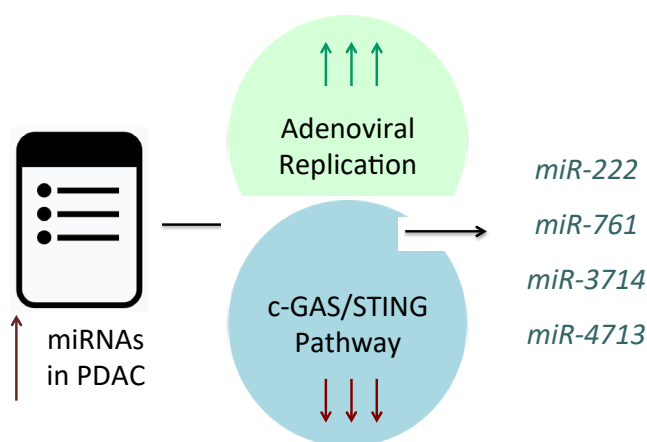 Adenoviral
Replication
miR-222
miR-761
miR-3714
miR-4713
c-GAS/STING
Pathway
miRNAs
in PDAC